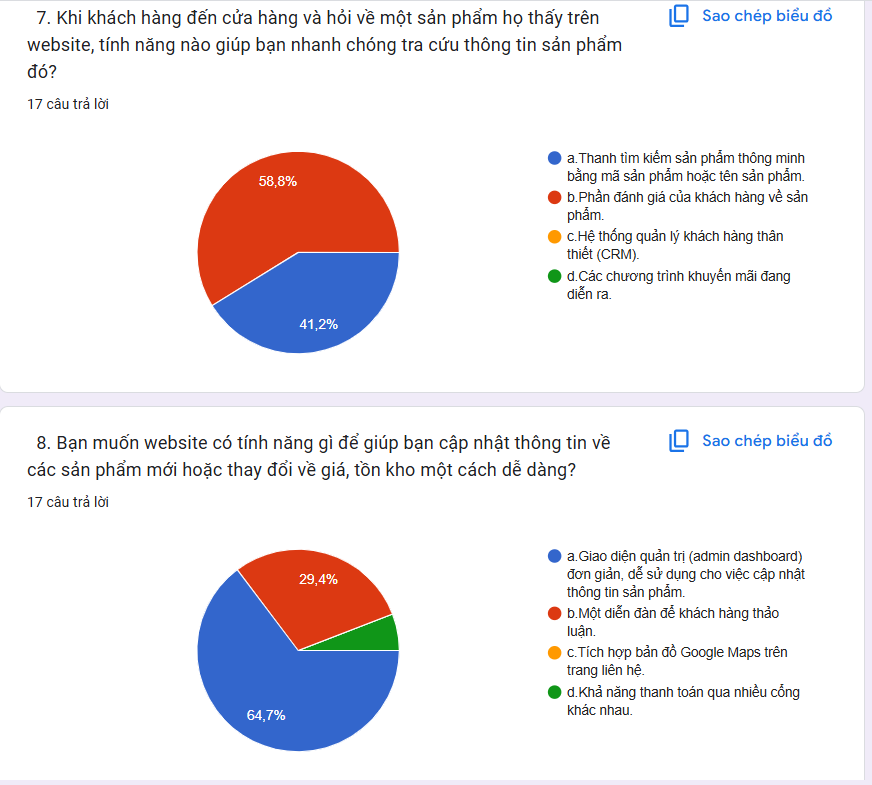 7. Khi khách hàng đến cửa hàng và hỏi về một sản phẩm họ thấy trên
website, tính năng nào giúp bạn nhanh chóng tra cứu thông tin sản phẩm
đó?
Sao chép biểu đồ
17 câu trả lời
58,8%
41,2%
a.Thanh tìm kiếm sản phẩm thông minh
bằng mã sản phẩm hoặc tên sản phẩm.
b.Phần đánh giá của khách hàng về sản
phẩm.
c.Hệ thống quản lý khách hàng thân
thiết (CRM).
d.Các chương trình khuyến mãi đang
diễn ra.
8. Bạn muốn website có tính năng gì để giúp bạn cập nhật thông tin về
các sản phẩm mới hoặc thay đổi về giá, tồn kho một cách dễ dàng?
Sao chép biểu đồ
17 câu trả lời
29,4%
64,7%
a.Giao diện quản trị (admin dashboard)
đơn giản, dễ sử dụng cho việc cập nhật
thông tin sản phẩm.
b.Một diễn đàn để khách hàng thảo
luận.
c.Tích hợp bản đồ Google Maps trên
trang liên hệ.
d.Khả năng thanh toán qua nhiều cổng
khác nhau.